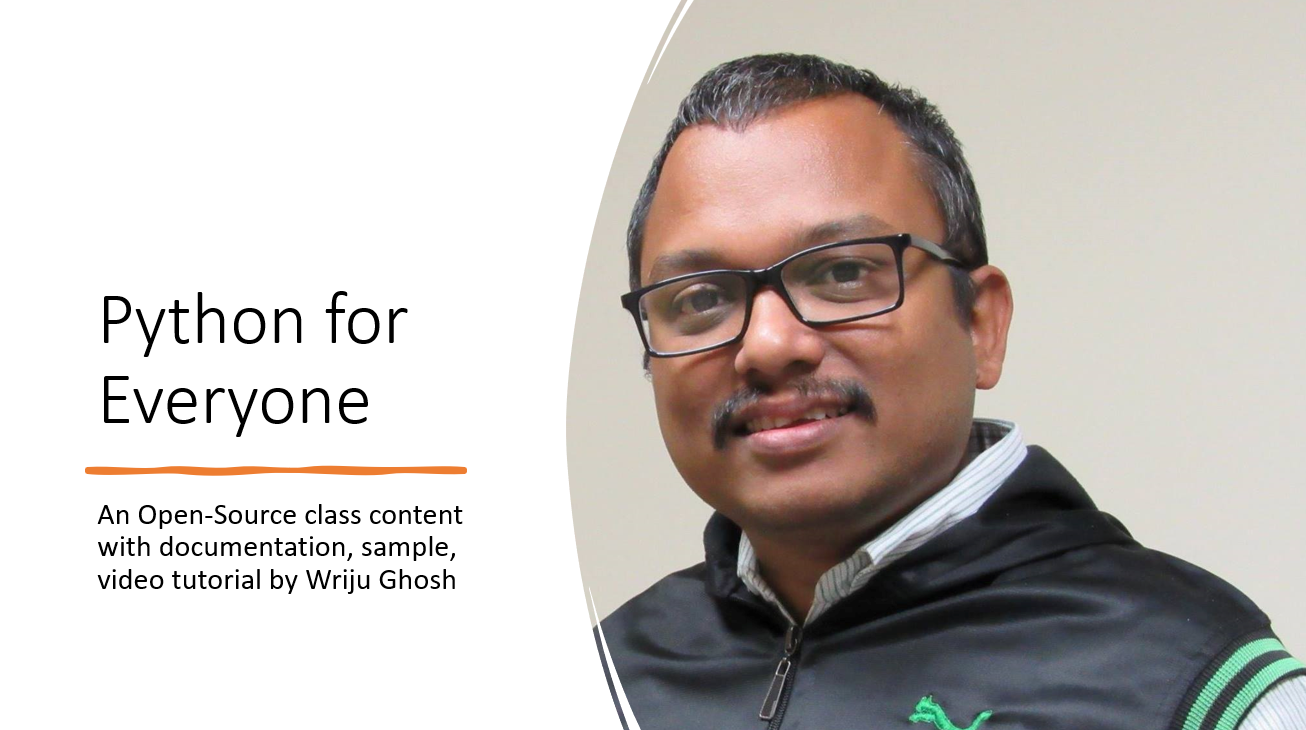 Python for
Everyone
An Open-Source class content
with documentation, sample,
video tutorial by Wriju Ghosh